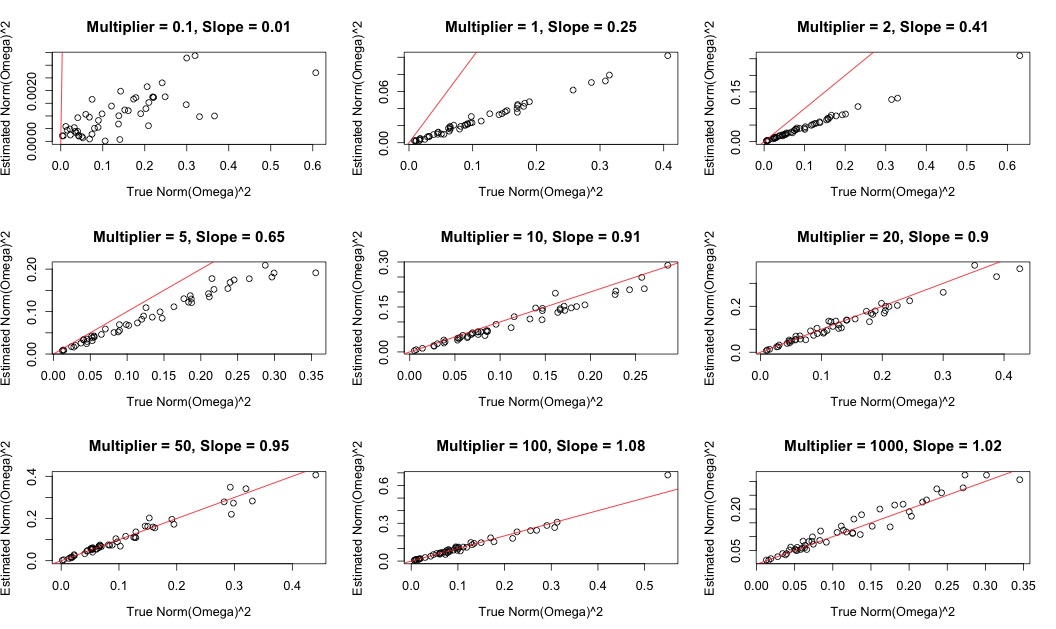 Multiplier = 0.1, Slope = 0.01
Estimated Norm(Omega)^2
0.0000 0.0020
0.0 0.1 0.2 0.3 0.4 0.5 0.6
True Norm(Omega)^2
Multiplier = 1, Slope = 0.25
Estimated Norm(Omega)^2
0.00 0.06
0.0 0.1 0.2 0.3 0.4
True Norm(Omega)^2
Multiplier = 2, Slope = 0.41
Estimated Norm(Omega)^2
0.00 0.15
0.0 0.1 0.2 0.3 0.4 0.5 0.6
True Norm(Omega)^2
Multiplier = 5, Slope = 0.65
Estimated Norm(Omega)^2
0.00 0.10 0.20
0.00 0.05 0.10 0.15 0.20 0.25 0.30 0.35
True Norm(Omega)^2
Multiplier = 10, Slope = 0.91
Estimated Norm(Omega)^2
0.00 0.15 0.30
0.00 0.05 0.10 0.15 0.20 0.25
True Norm(Omega)^2
Multiplier = 20, Slope = 0.9
Estimated Norm(Omega)^2
0.0 0.2
0.0 0.1 0.2 0.3 0.4
True Norm(Omega)^2
Multiplier = 50, Slope = 0.95
Estimated Norm(Omega)^2
0.0 0.2 0.4
0.0 0.1 0.2 0.3 0.4
True Norm(Omega)^2
Multiplier = 100, Slope = 1.08
Estimated Norm(Omega)^2
0.0 0.3 0.6
0.0 0.1 0.2 0.3 0.4 0.5
True Norm(Omega)^2
Multiplier = 1000, Slope = 1.02
Estimated Norm(Omega)^2
0.05 0.20
0.00 0.05 0.10 0.15 0.20 0.25 0.30 0.35
True Norm(Omega)^2